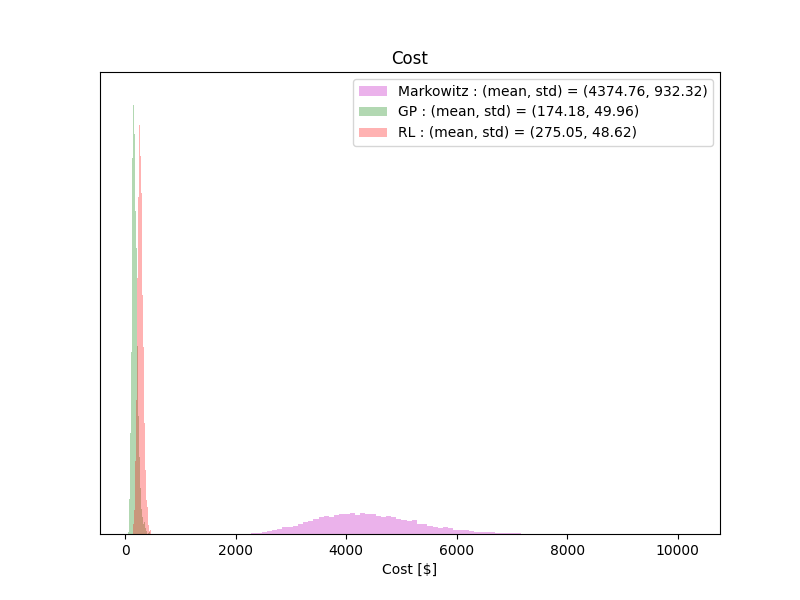 Cost
Markowitz : (mean, std) = (4374.76, 932.32)
GP : (mean, std) = (174.18, 49.96)
RL : (mean, std) = (275.05, 48.62)
0 2000 4000 6000 8000 10000
Cost [$]